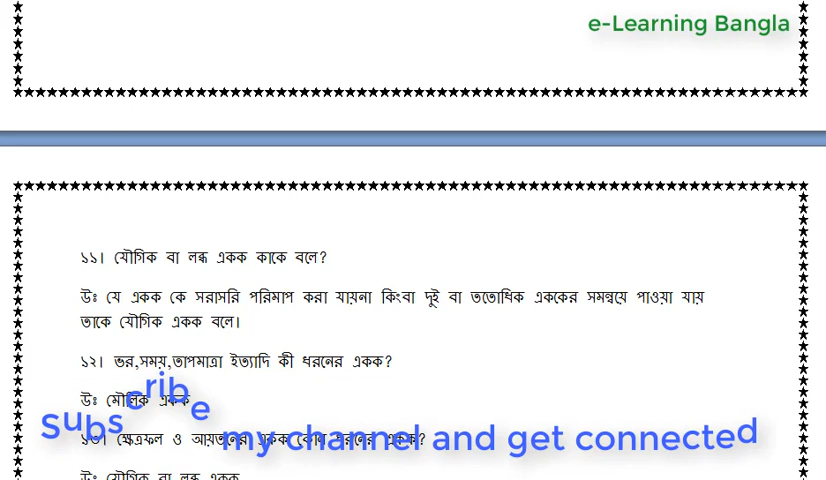 e-Learning Bangla
১১। যৌগিক বা লব্ধ একক কাকে বলে?
উঃ যে একক কে সরাসরি পরিমাপ করা যায়না কিংবা দুই বা ততোধিক এককের সমন্বয়ে পাওয়া যায়
তাকে যৌগিক একক বলে।
১২। ভর,সময়,তাপমাত্রা ইত্যাদি কী ধরনের একক?
উঃ মৌলিক একক
Subscribe my channel and get connected
১৩। ক্ষেত্রফল ও আয়তনের একক কোন ধরনের একক?
উঃ যৌগিক বা লব্ধ একক